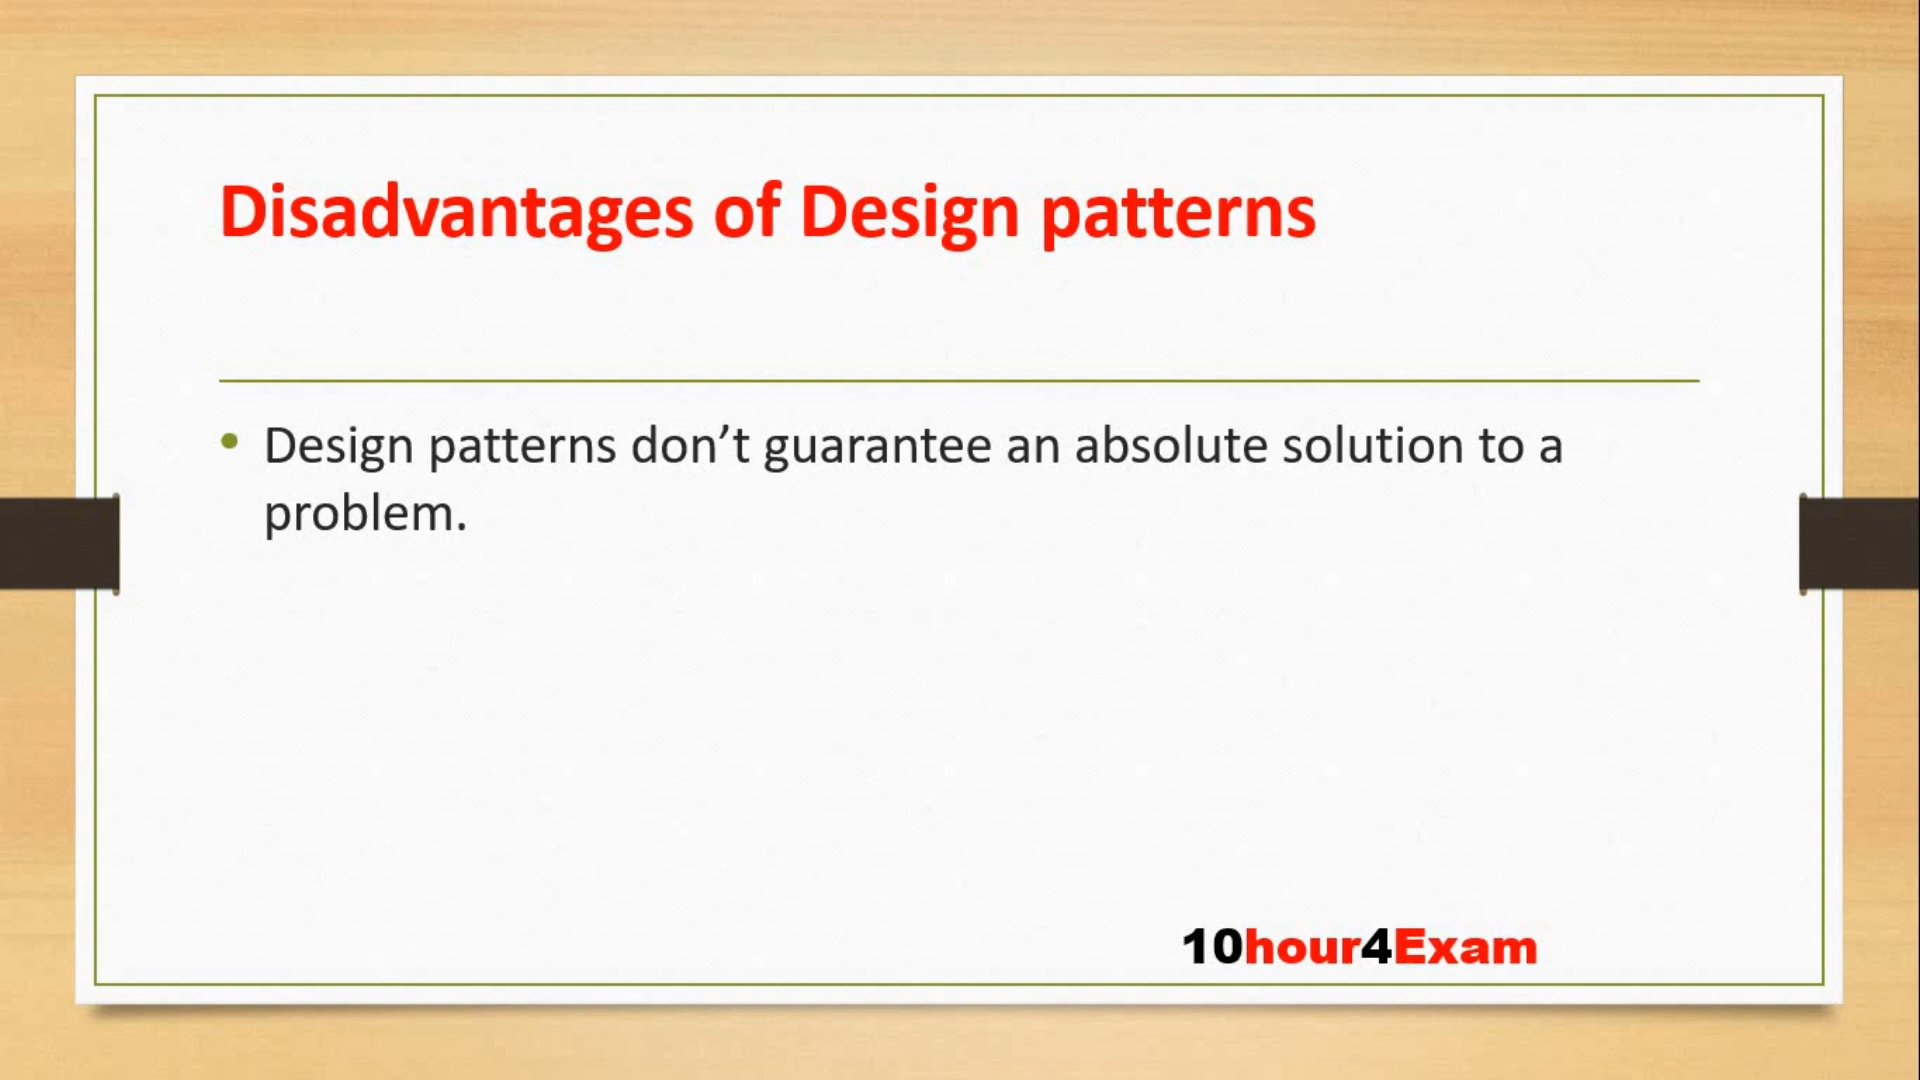 Disadvantages of Design patterns
• Design patterns don’t guarantee an absolute solution to a
problem.
10hour4Exam